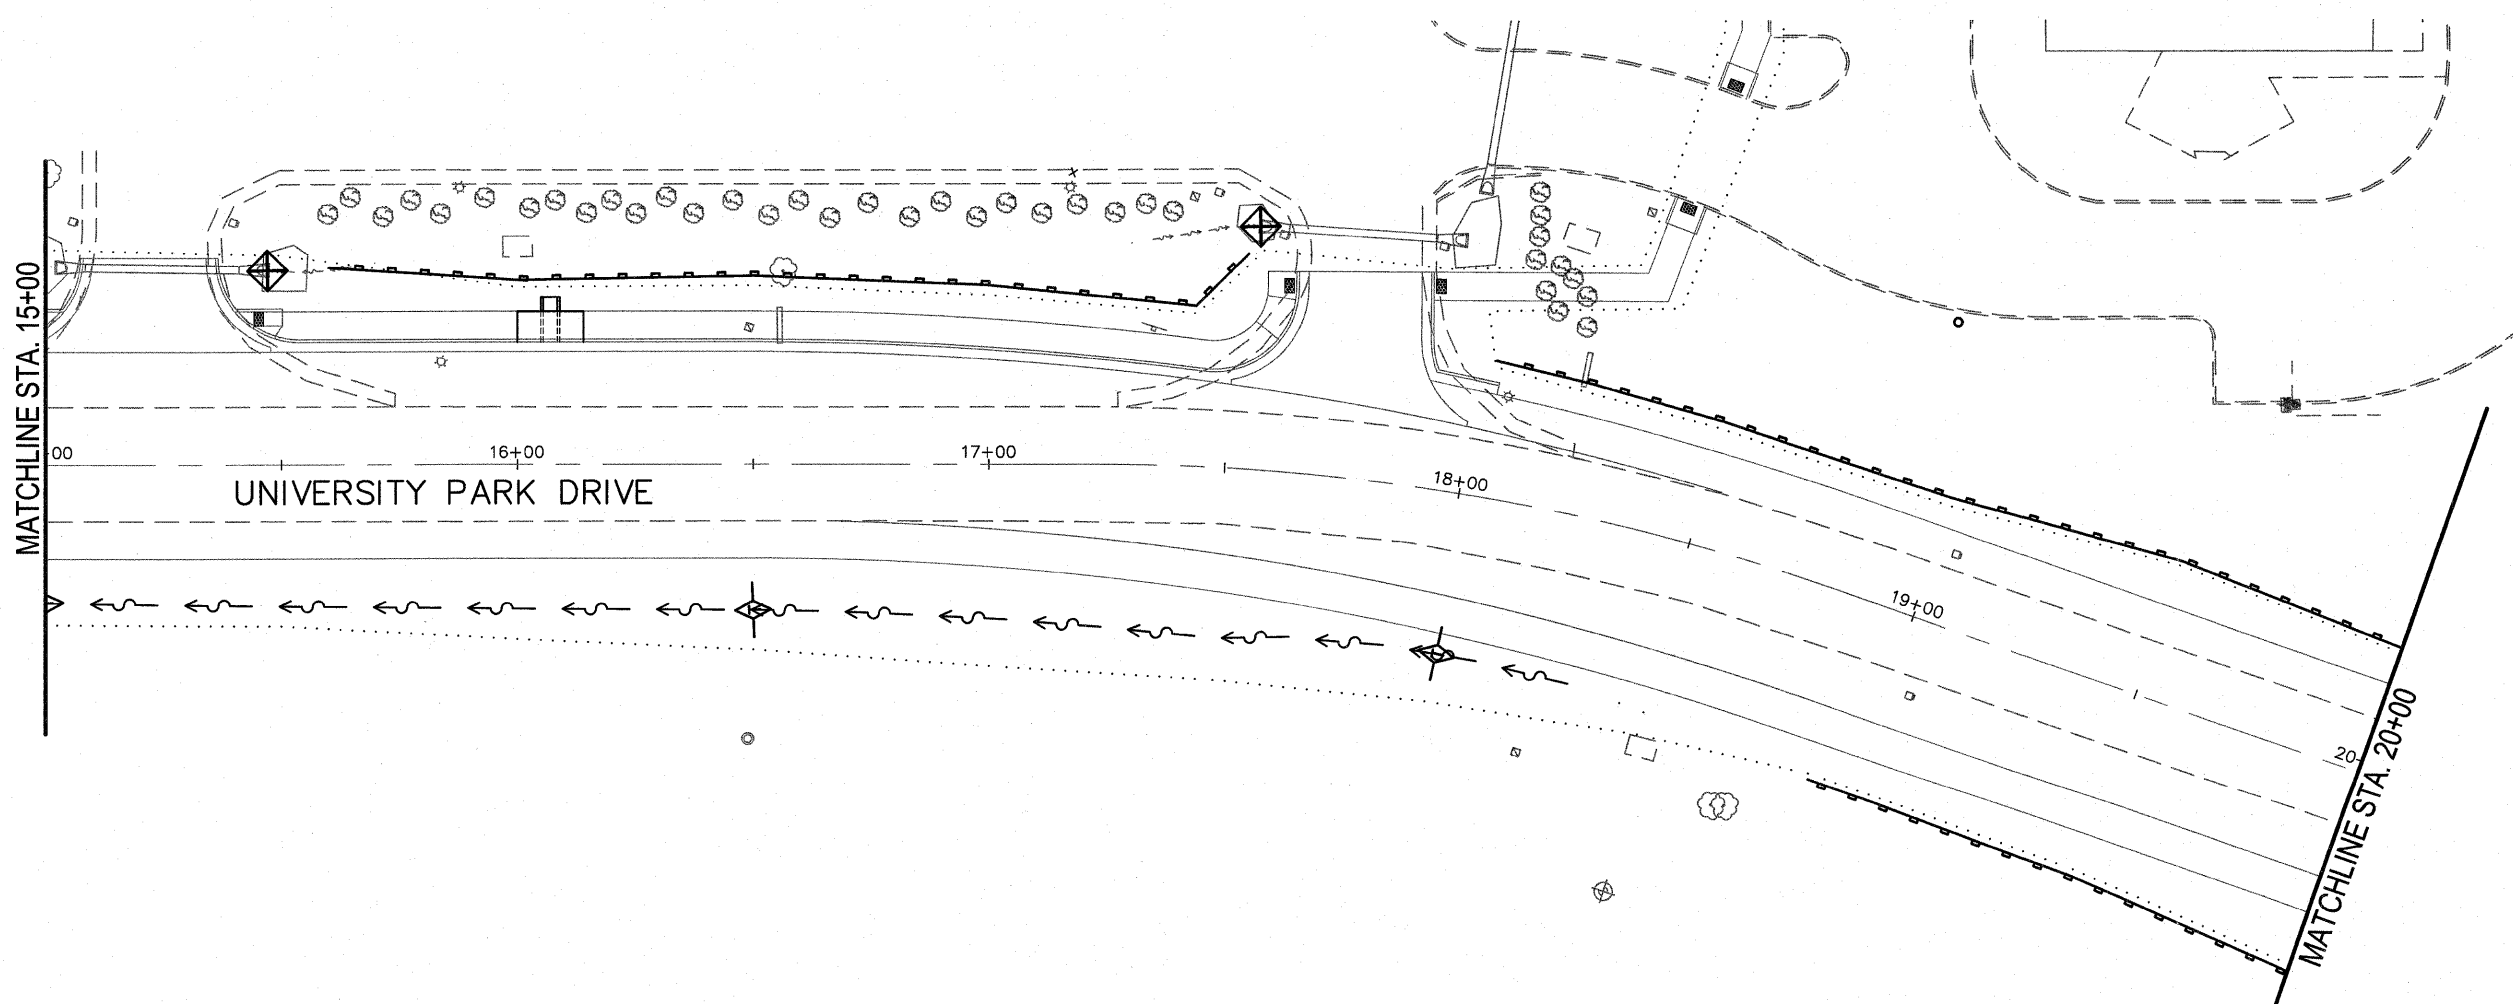 MATCHLINE STA. 15+00
00
16+00
17+00
18+00
19+00
20
UNIVERSITY PARK DRIVE
MATCHLINE STA. 20+00